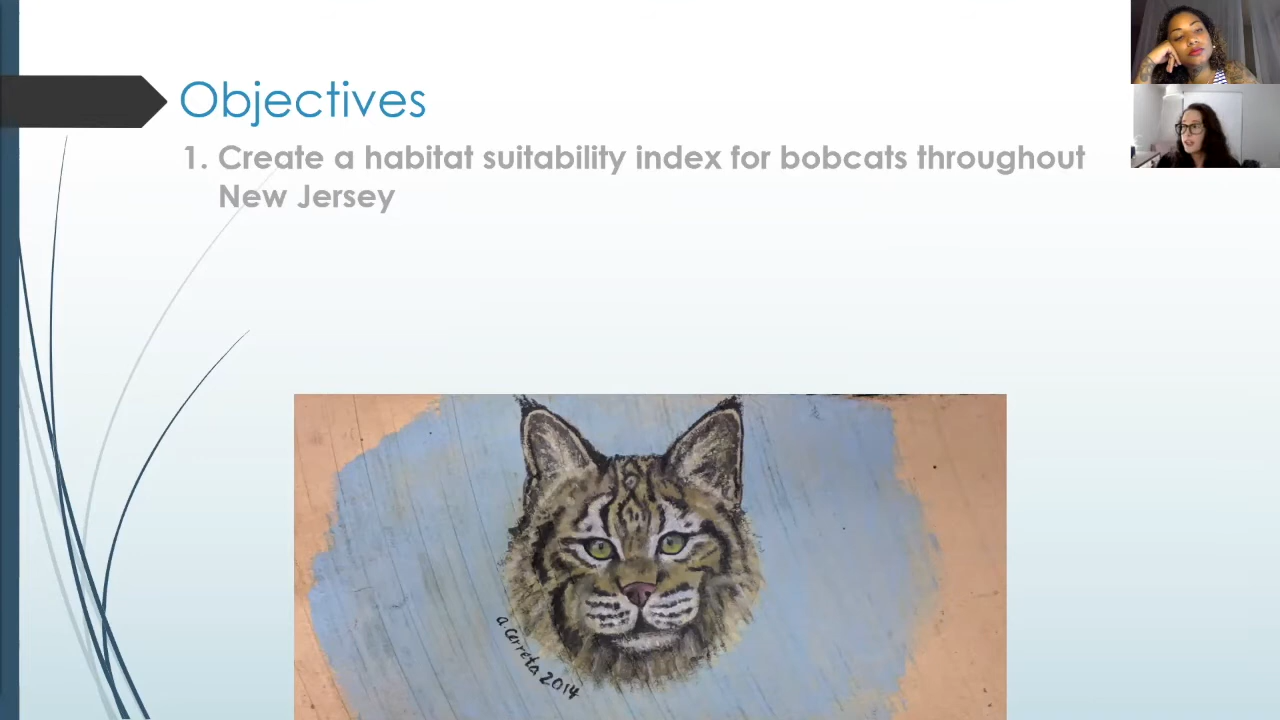 Objectives
1. Create a habitat suitability index for bobcats throughout
New Jersey
a carreta 2014